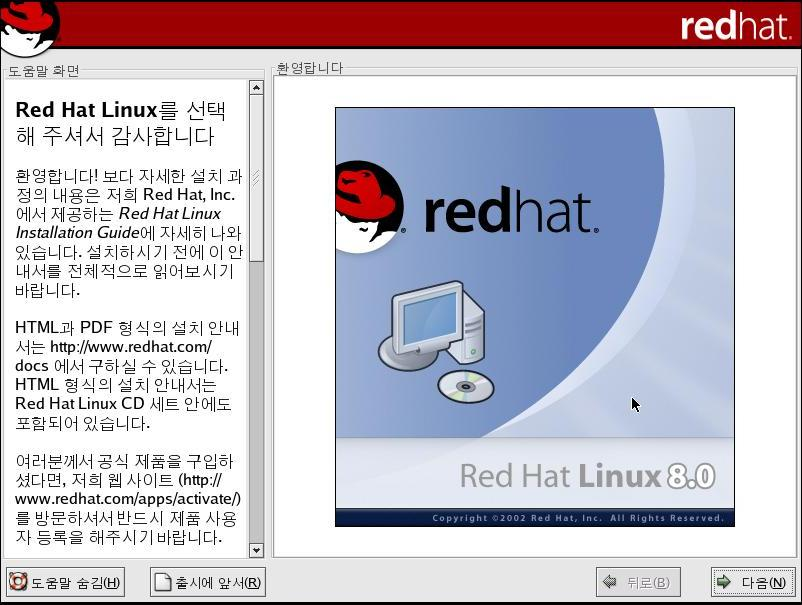 redhat.
도움말 화면
환영합니다
Red Hat Linux를 선택
해 주셔서 감사합니다
환영합니다! 보다 자세한 설치 과
정의 내용은 저희 Red Hat, Inc.
에서 제공하는 Red Hat Linux
Installation Guide에 자세히 나와
있습니다. 설치하시기 전에 이 안
내서를 전체적으로 읽어보시기
바랍니다.
HTML과 PDF 형식의 설치 안내
서는 http://www.redhat.com/
docs 에서 구하실 수 있습니다.
HTML 형식의 설치 안내서는
Red Hat Linux CD 세트 안에도
포함되어 있습니다.
여러분께서 공식 제품을 구입하
셨다면, 저희 웹 사이트 (http://
www.redhat.com/apps/activate/)
를 방문하셔서 반드시 제품 사용
자 등록을 해주시기 바랍니다.
redhat.
Red Hat Linux 8.0
Copyright ©2002 Red Hat, Inc. All Rights Reserved.
도움말 숨김(H)
출시에 앞서(R)
뒤로(B)
다음(N)